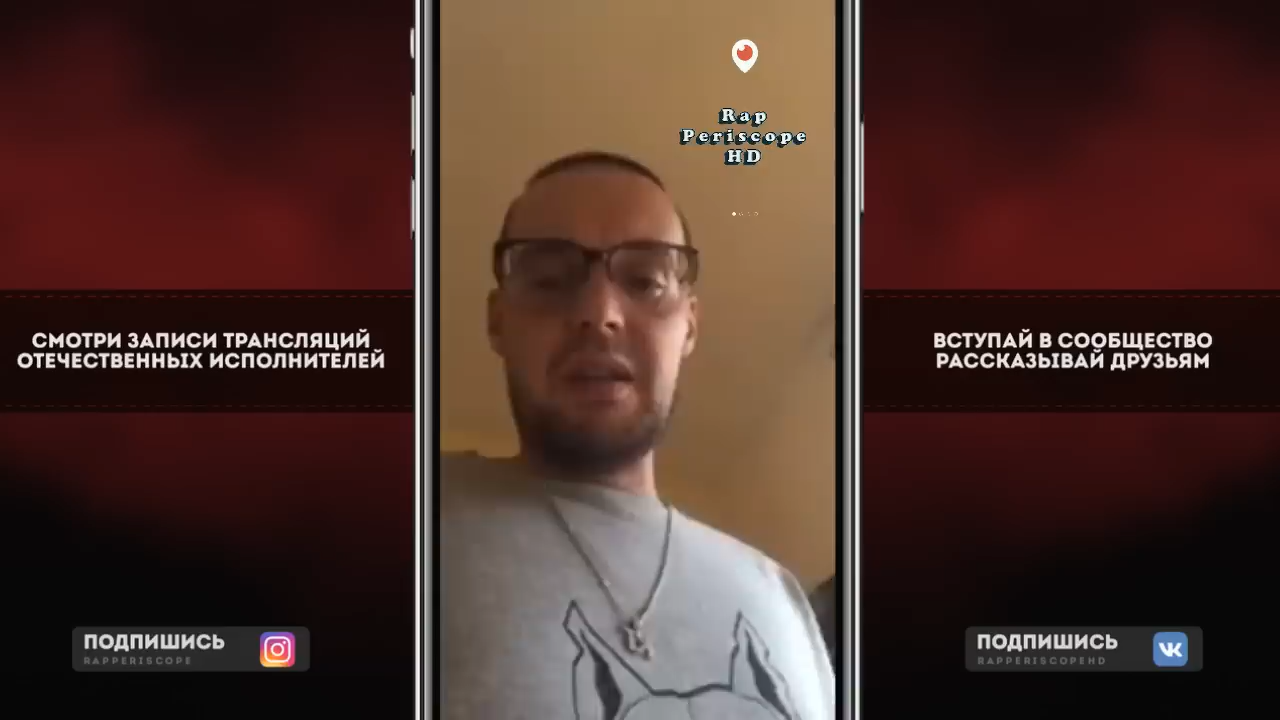 Rap
Periscope
HD
СМОТРИ ЗАПИСИ ТРАНСЛЯЦИЙ
ОТЕЧЕСТВЕННЫХ ИСПОЛНИТЕЛЕЙ
ВСТУПАЙ В СООБЩЕСТВО
РАССКАЗЫВАЙ ДРУЗЬЯМ
ПОДПИШИСЬ
RAPPERISCOPE
ПОДПИШИСЬ
RAPPERISCOPEHD